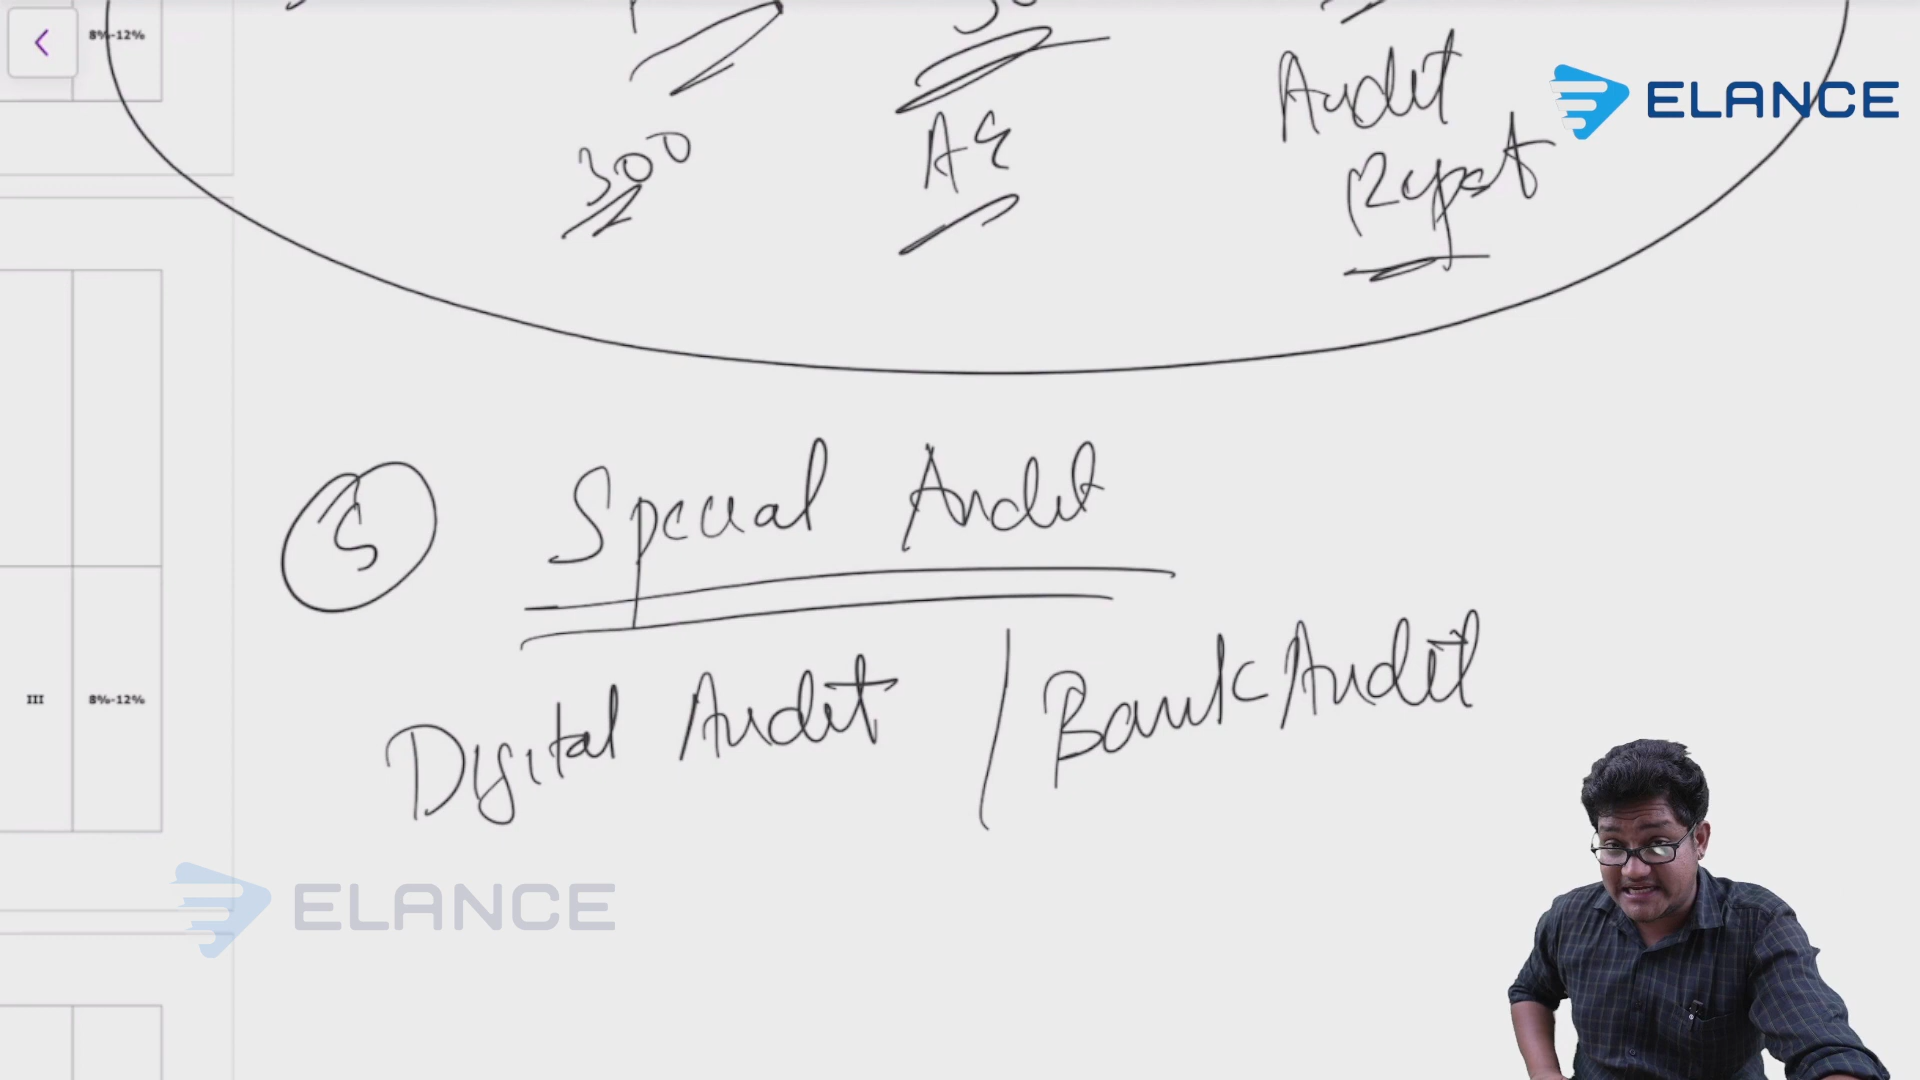 8%-12%
ELANCE
Audit
Report
300
AE
5 Special Audit
Digital Audit / Bank Audit
III 8%-12%
ELANCE